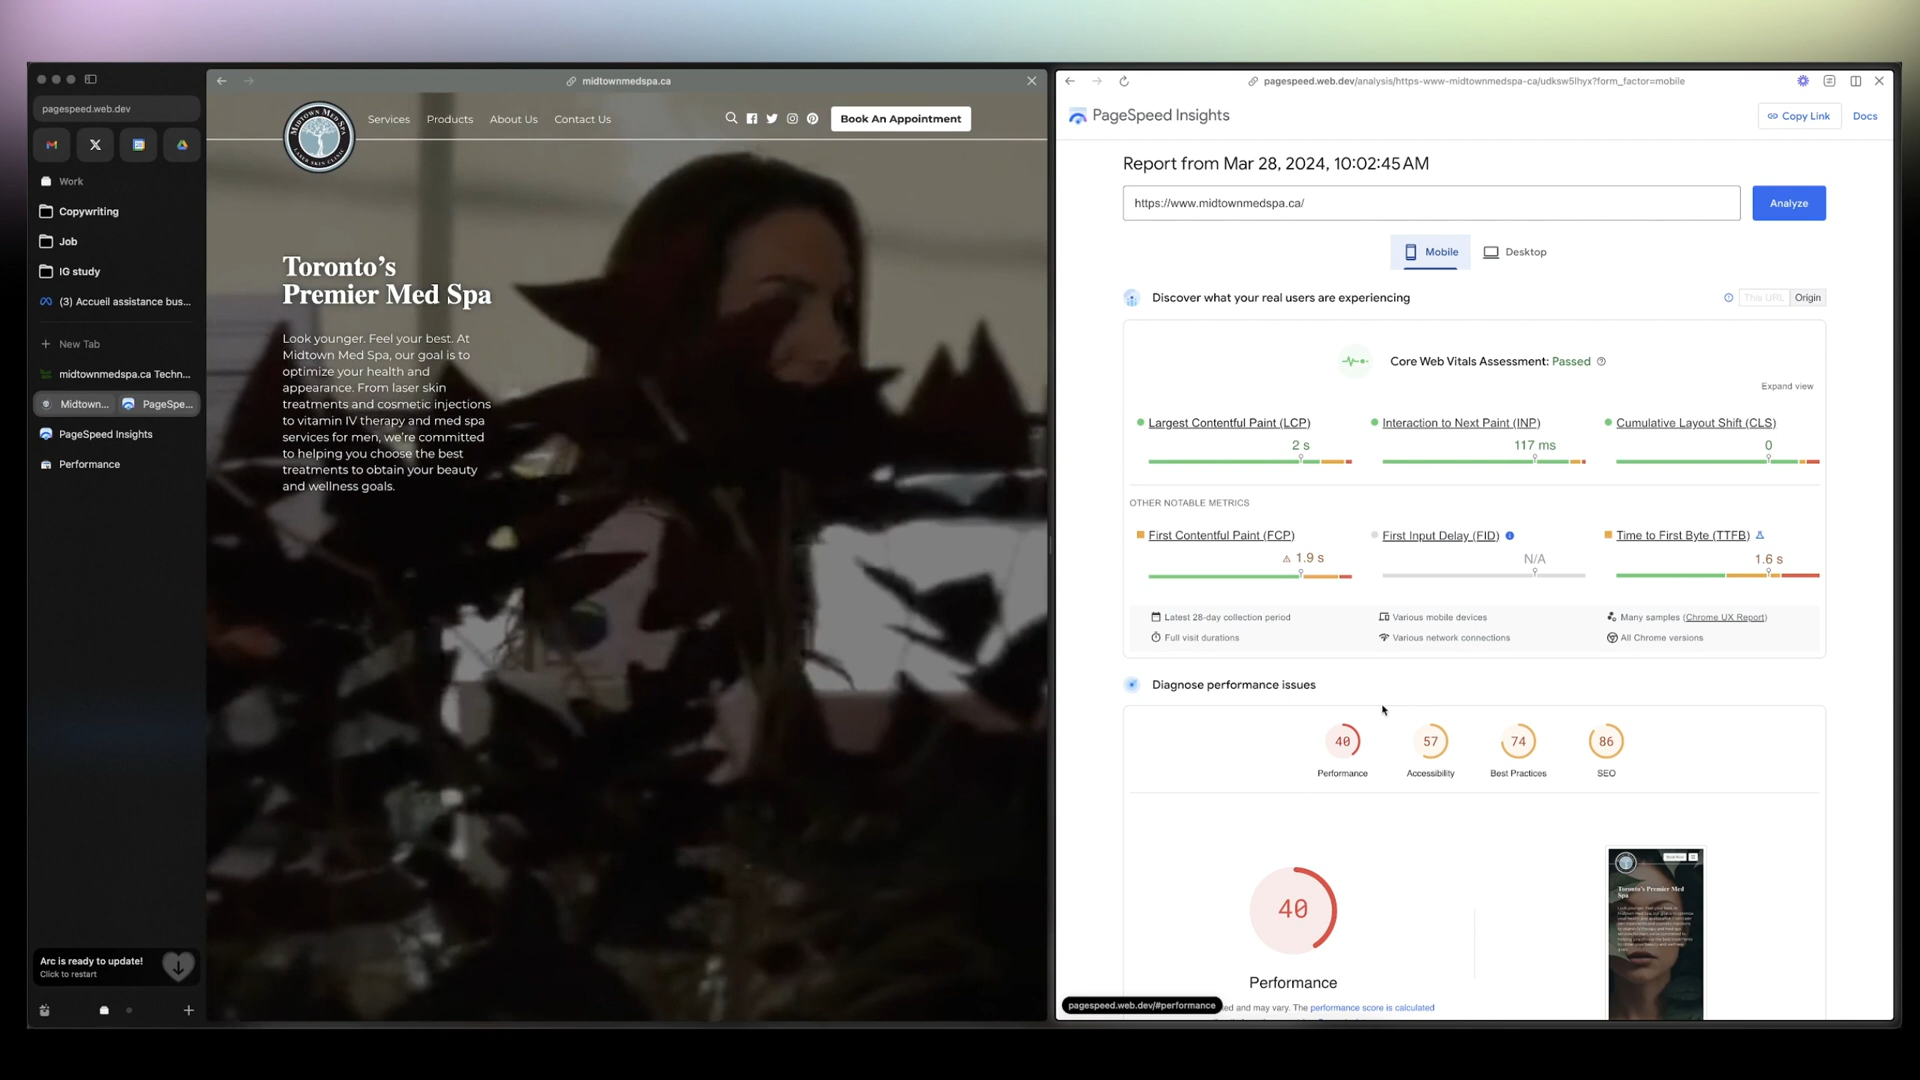 pagespeed.web.dev
Work
Copywriting
Job
IG study
(3) Accueil assistance bus...
New Tab
midtownmedspa.ca Techn...
Midtown... PageSpe...
PageSpeed Insights
Performance
Arc is ready to update!
Click to restart
midtownmedspa.ca
MIDTOWN MED SPA
LASER SKIN CLINIC
Services Products About Us Contact Us
Book An Appointment
Toronto's
Premier Med Spa
Look younger. Feel your best. At
Midtown Med Spa, our goal is to
optimize your health and
appearance. From laser skin
treatments and cosmetic injections
to vitamin IV therapy and med spa
services for men, we're committed
to helping you choose the best
treatments to obtain your beauty
and wellness goals.
pagespeed.web.dev/analysis/https-www-midtownmedspa-ca/udksw5lhyx?form_factor=mobile
PageSpeed Insights
Copy Link Docs
Report from Mar 28, 2024, 10:02:45 AM
https://www.midtownmedspa.ca/
Analyze
Mobile Desktop
Discover what your real users are experiencing
This URL Origin
Core Web Vitals Assessment: Passed
Expand view
Largest Contentful Paint (LCP)
2 s
Interaction to Next Paint (INP)
117 ms
Cumulative Layout Shift (CLS)
0
OTHER NOTABLE METRICS
First Contentful Paint (FCP)
1.9 s
First Input Delay (FID)
N/A
Time to First Byte (TTFB)
1.6 s
Latest 28-day collection period
Various mobile devices
Many samples (Chrome UX Report)
Full visit durations
Various network connections
All Chrome versions
Diagnose performance issues
40 57 74 86
Performance Accessibility Best Practices SEO
40
Performance
ed and may vary. The performance score is calculated
pagespeed.web.dev/#performance
Toronto's Premier Med
Spa